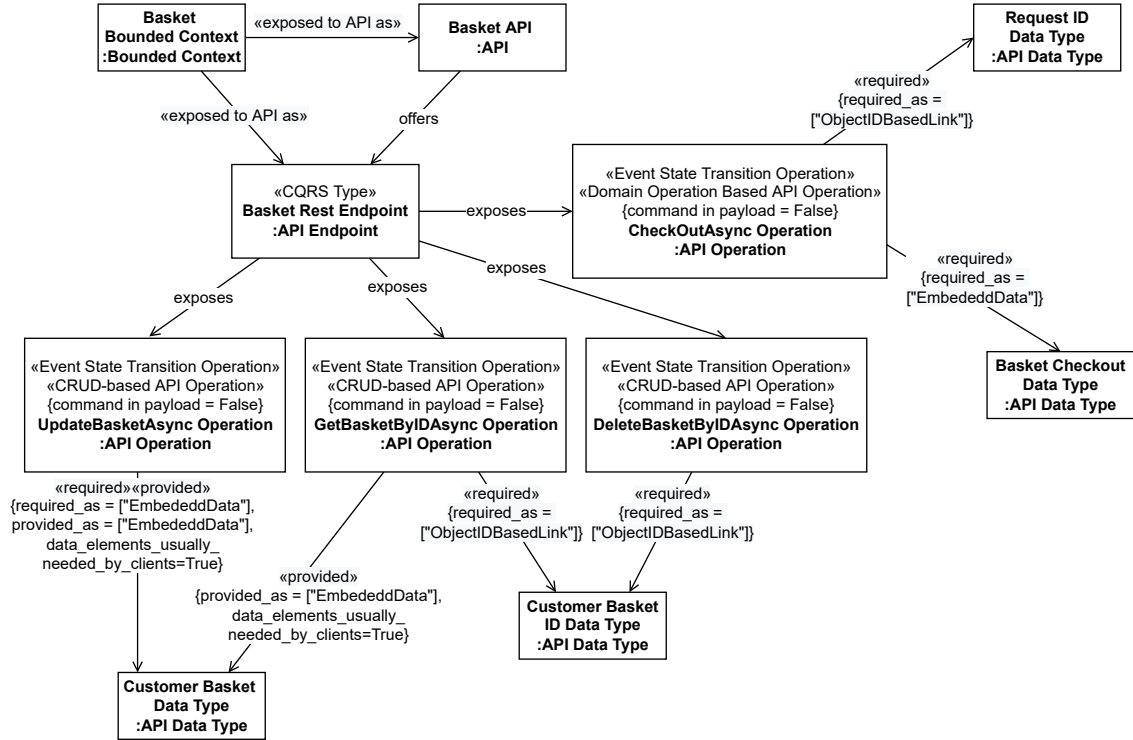 Basket
Bounded Context
:Bounded Context
«exposed to API as»
Basket API
:API
Request ID
Data Type
:API Data Type
«exposed to API as»
offers
«required»
{required_as =
["ObjectIDBasedLink"]}
«CQRS Type»
Basket Rest Endpoint
:API Endpoint
exposes
«Event State Transition Operation»
«Domain Operation Based API Operation»
{command in payload = False}
CheckOutAsync Operation
:API Operation
exposes
exposes
exposes
«required»
{required_as =
["EmbededdData"]}
Basket Checkout
Data Type
:API Data Type
«Event State Transition Operation»
«CRUD-based API Operation»
{command in payload = False}
UpdateBasketAsync Operation
:API Operation
«Event State Transition Operation»
«CRUD-based API Operation»
{command in payload = False}
GetBasketByIDAsync Operation
:API Operation
«Event State Transition Operation»
«CRUD-based API Operation»
{command in payload = False}
DeleteBasketByIDAsync Operation
:API Operation
«required»«provided»
{required_as = ["EmbededdData"],
provided_as = ["EmbededdData"],
data_elements_usually_
needed_by_clients=True}
«provided»
{provided_as = ["EmbededdData"],
data_elements_usually_
needed_by_clients=True}
«required»
{required_as =
["ObjectIDBasedLink"]}
«required»
{required_as =
["ObjectIDBasedLink"]}
Customer Basket
ID Data Type
:API Data Type
Customer Basket
Data Type
:API Data Type